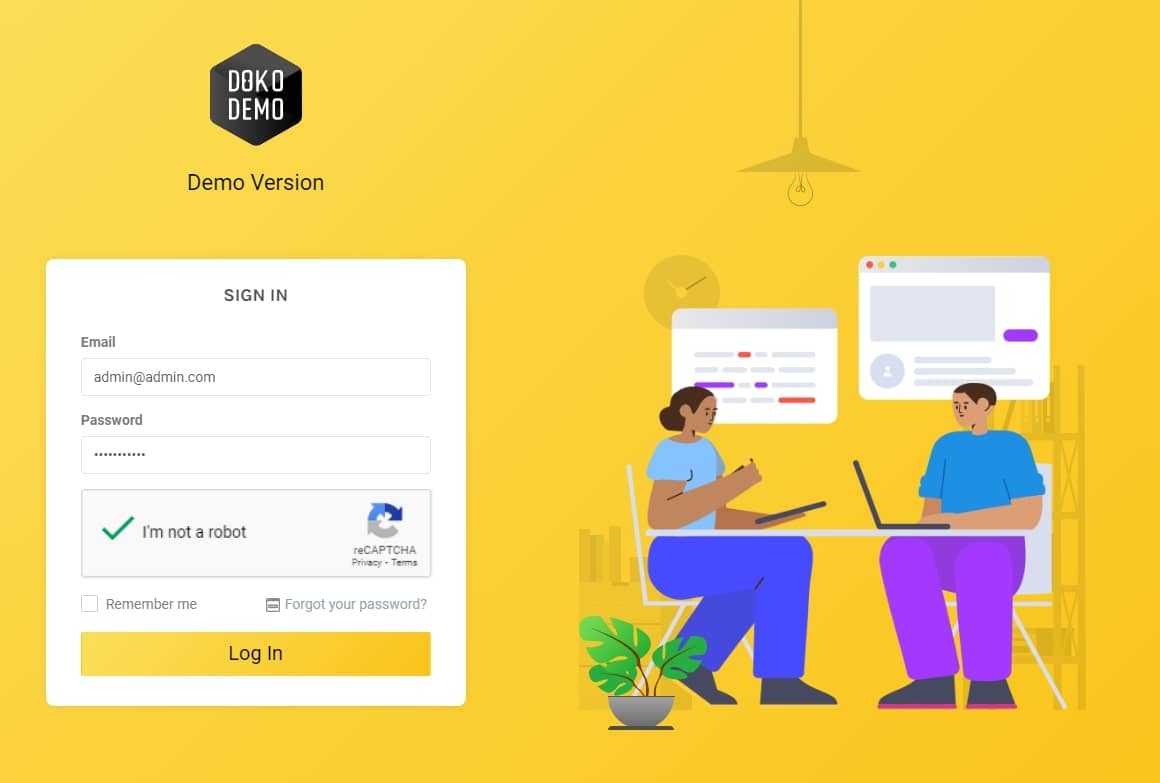 DOKO
DEMO
Demo Version
SIGN IN
Email
admin@admin.com
Password
•••••••••••
I'm not a robot
reCAPTCHA
Privacy - Terms
Remember me
Forgot your password?
Log In